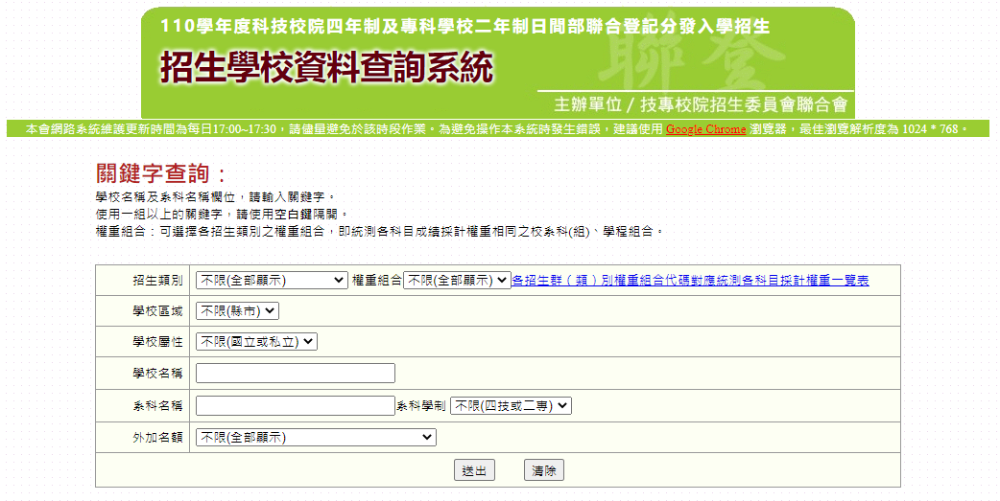 110學年度科技校院四年制及專科學校二年制日間部聯合登記分發入學招生
聯登
招生學校資料查詢系統
主辦單位／技專校院招生委員會聯合會
本會網路系統維護更新時間為每日17:00~17:30，請儘量避免於該時段作業。為避免操作本系統時發生錯誤，建議使用 Google Chrome 瀏覽器，最佳瀏覽解析度為 1024 * 768。
關鍵字查詢：
學校名稱及系科名稱欄位，請輸入關鍵字。
使用一組以上的關鍵字，請使用空白鍵隔開。
權重組合：可選擇各招生類別之權重組合，即統測各科目成績採計權重相同之校系科(組)、學程組合。
招生類別 不限(全部顯示) 權重組合 不限(全部顯示) 各招生群（類）別權重組合代碼對應統測各科目採計權重一覽表
學校區域 不限(縣市)
學校屬性 不限(國立或私立)
學校名稱
系科名稱 系科學制 不限(四技或二專)
外加名額 不限(全部顯示)
送出 清除